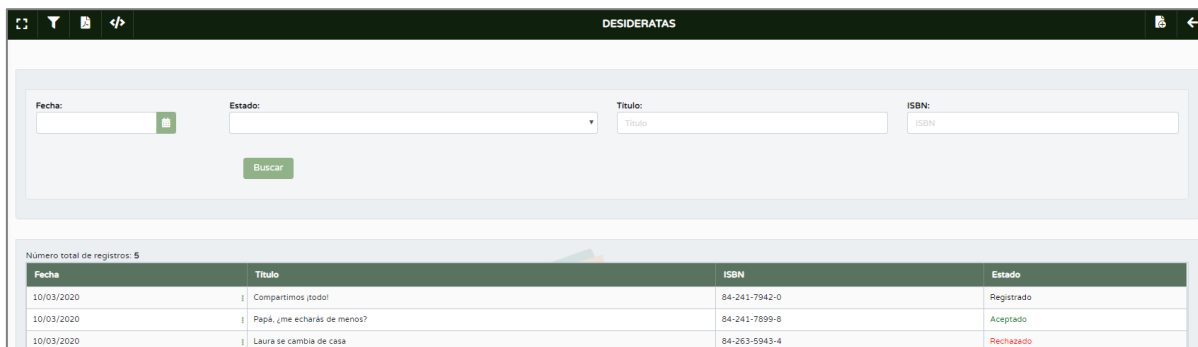 DESIDERATAS
Fecha: Estado: Título: ISBN:
Título ISBN
Buscar
Número total de registros: 5
Fecha Título ISBN Estado
10/03/2020 Compartimos ¡todo! 84-241-7942-0 Registrado
10/03/2020 Papá, ¿me echarás de menos? 84-241-7899-8 Aceptado
10/03/2020 Laura se cambia de casa 84-263-5943-4 Rechazado